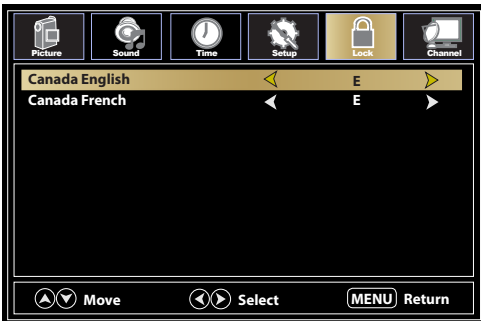 Picture Sound Time Setup Lock Channel
Canada English E
Canada French E
Move Select MENU Return